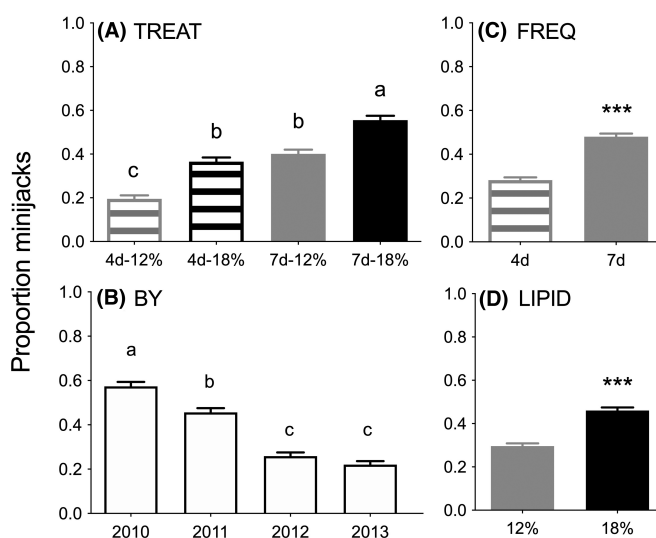 Proportion minijacks
(A) TREAT
1.0
0.8
0.6
0.4
0.2
0.0
c
b
b
a
4d-12% 4d-18% 7d-12% 7d-18%
(C) FREQ
1.0
0.8
0.6
0.4
0.2
0.0
***
4d 7d
(B) BY
1.0
0.8
0.6
0.4
0.2
0.0
a
b
c
c
2010 2011 2012 2013
(D) LIPID
1.0
0.8
0.6
0.4
0.2
0.0
***
12% 18%